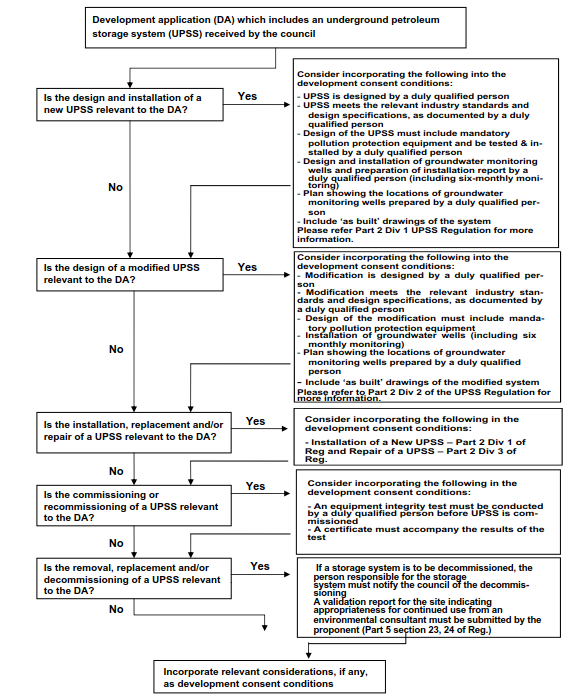 Development application (DA) which includes an underground petroleum
storage system (UPSS) received by the council
Is the design and installation of a
new UPSS relevant to the DA?
Yes
No
Consider incorporating the following into the
development consent conditions:
- UPSS is designed by a duly qualified person
- UPSS meets the relevant industry standards and
design specifications, as documented by a duly
qualified person
- Design of the UPSS must include mandatory
pollution protection equipment and be tested & in-
stalled by a duly qualified person
- Design and installation of groundwater monitoring
wells and preparation of installation report by a
duly qualified person (including six-monthly moni-
toring)
- Plan showing the locations of groundwater
monitoring wells prepared by a duly qualified per-
son
- Include ‘as built’ drawings of the system
Please refer Part 2 Div 1 UPSS Regulation for more
information.
Is the design of a modified UPSS
relevant to the DA?
Yes
No
Consider incorporating the following into the
development consent conditions:
- Modification is designed by a duly qualified per-
son
- Modification meets the relevant industry stan-
dards and design specifications, as documented by
a duly qualified person
- Design of the modification must include manda-
tory pollution protection equipment
- Installation of groundwater wells (including six
monthly monitoring)
- Plan showing the locations of groundwater
monitoring wells prepared by a duly qualified
person
– Include ‘as built’ drawings of the modified system
Please refer to Part 2 Div 2 of the UPSS Regulation for
more information.
Is the installation, replacement and/or
repair of a UPSS relevant to the DA?
Yes
No
Consider incorporating the following in the
development consent conditions:
- Installation of a New UPSS – Part 2 Div 1 of
Reg and Repair of a UPSS – Part 2 Div 3 of
Reg.
Is the commissioning or
recommissioning of a UPSS relevant
to the DA?
Yes
No
Consider incorporating the following in the
development consent conditions:
- An equipment integrity test must be conducted
by a duly qualified person before UPSS is com-
missioned
- A certificate must accompany the results of the
test
Is the removal, replacement and/or
decommissioning of a UPSS relevant
to the DA?
Yes
No
If a storage system is to be decommissioned, the
person responsible for the storage
system must notify the council of the decommis-
sioning
A validation report for the site indicating
appropriateness for continued use from an
environmental consultant must be submitted by the
proponent (Part 5 section 23, 24 of Reg.)
Incorporate relevant considerations, if any,
as development consent conditions